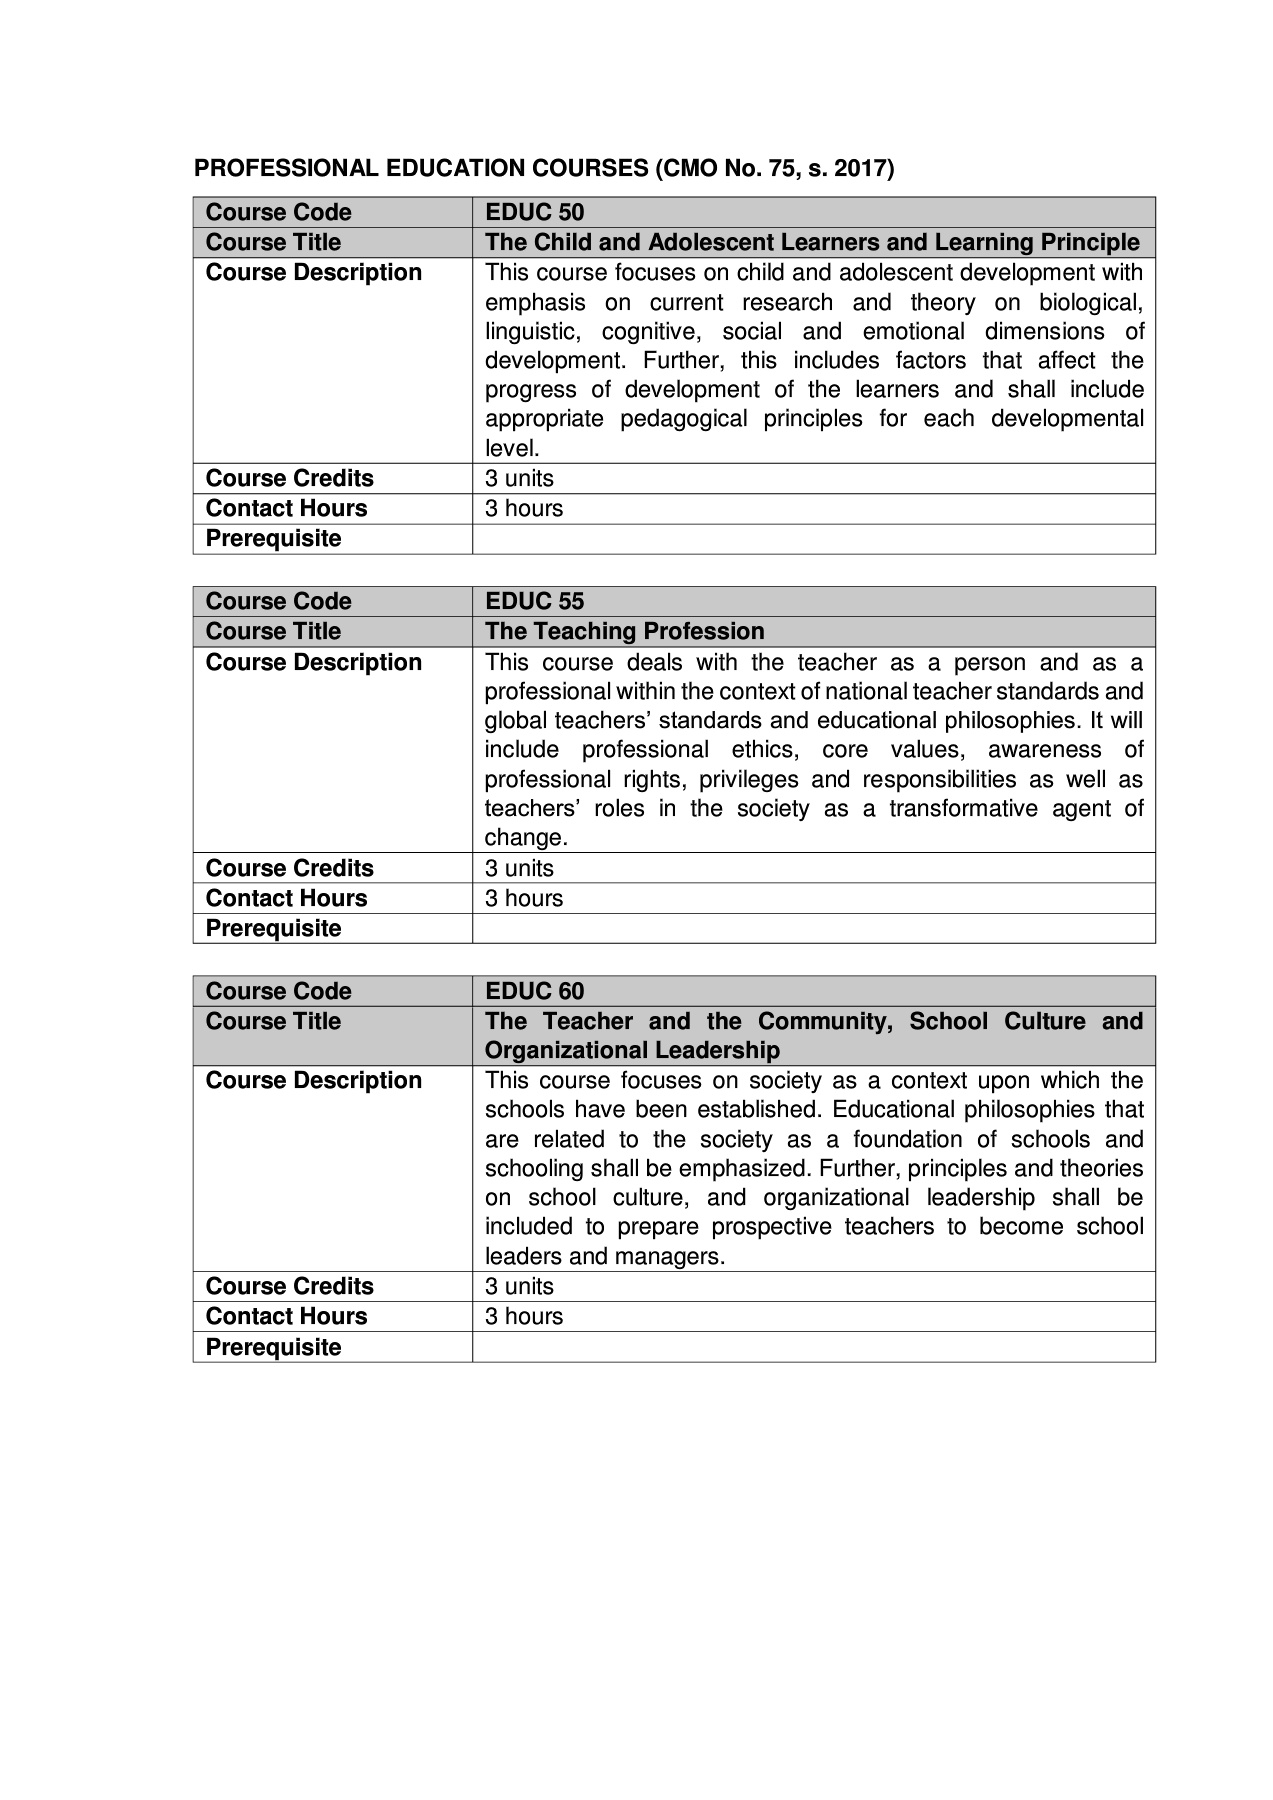 PROFESSIONAL EDUCATION COURSES (CMO No. 75, s. 2017)
Course Code EDUC 50
Course Title The Child and Adolescent Learners and Learning Principle
Course Description This course focuses on child and adolescent development with
emphasis on current research and theory on biological,
linguistic, cognitive, social and emotional dimensions of
development. Further, this includes factors that affect the
progress of development of the learners and shall include
appropriate pedagogical principles for each developmental
level.
Course Credits 3 units
Contact Hours 3 hours
Prerequisite
Course Code EDUC 55
Course Title The Teaching Profession
Course Description This course deals with the teacher as a person and as a
professional within the context of national teacher standards and
global teachers’ standards and educational philosophies. It will
include professional ethics, core values, awareness of
professional rights, privileges and responsibilities as well as
teachers’ roles in the society as a transformative agent of
change.
Course Credits 3 units
Contact Hours 3 hours
Prerequisite
Course Code EDUC 60
Course Title The Teacher and the Community, School Culture and
Organizational Leadership
Course Description This course focuses on society as a context upon which the
schools have been established. Educational philosophies that
are related to the society as a foundation of schools and
schooling shall be emphasized. Further, principles and theories
on school culture, and organizational leadership shall be
included to prepare prospective teachers to become school
leaders and managers.
Course Credits 3 units
Contact Hours 3 hours
Prerequisite